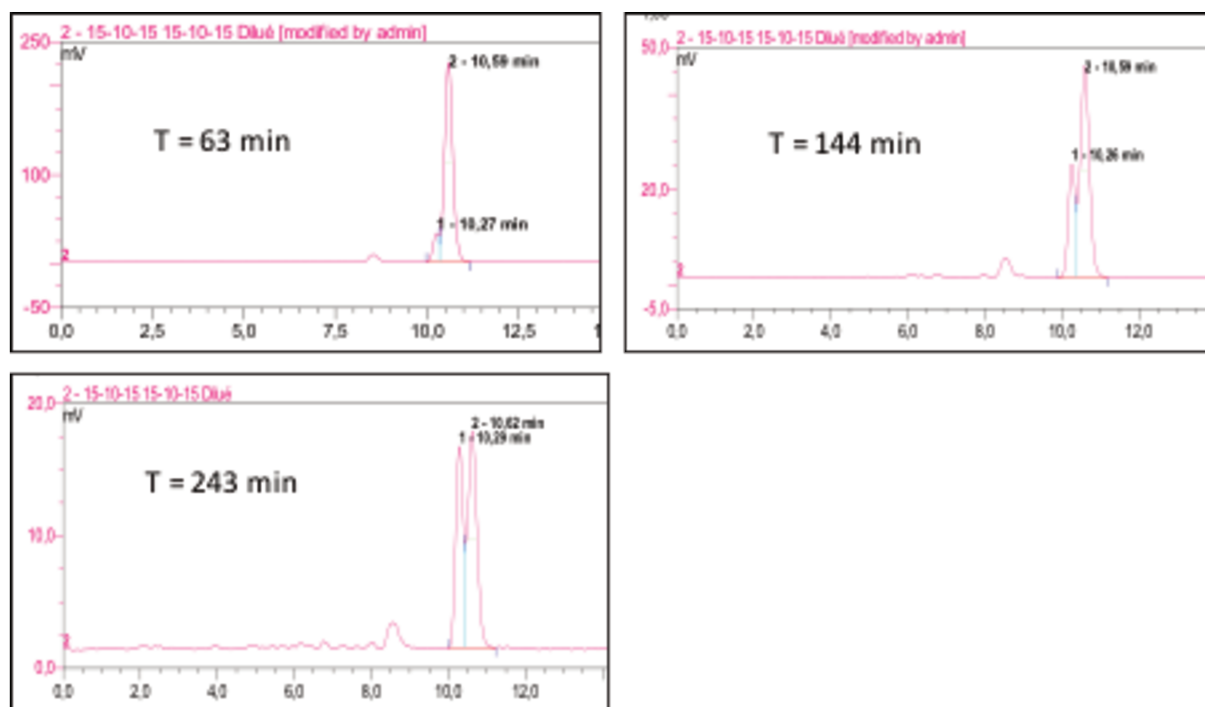 2 - 15-10-15 15-10-15 Dilué [modified by admin]
250
mV
2 - 10,59 min
T = 63 min
100
1 - 10,27 min
2
-50
0,0 2,5 5,0 7,5 10,0 12,5
2 - 15-10-15 15-10-15 Dilué [modified by admin]
50,0
mV
2 - 10,59 min
T = 144 min
1 - 10,26 min
20,0
2
-5,0
0,0 2,0 4,0 6,0 8,0 10,0 12,0
2 - 15-10-15 15-10-15 Dilué
20,0
mV
2 - 10,62 min
1 - 10,29 min
T = 243 min
10,0
2
0,0
0,0 2,0 4,0 6,0 8,0 10,0 12,0